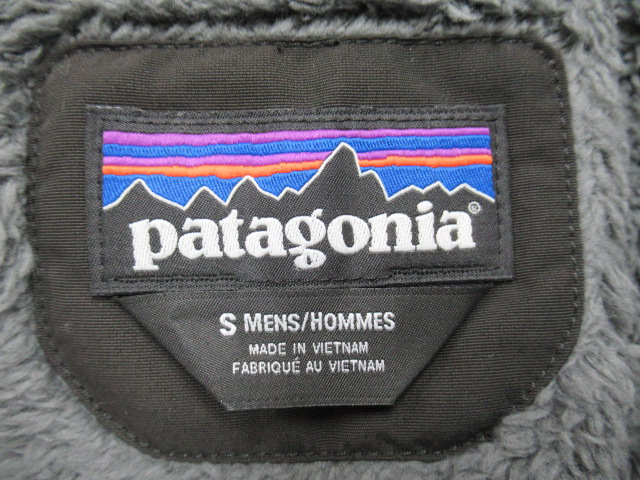 patagonia®
S MENS/HOMMES
MADE IN VIETNAM
FABRIQUÉ AU VIETNAM